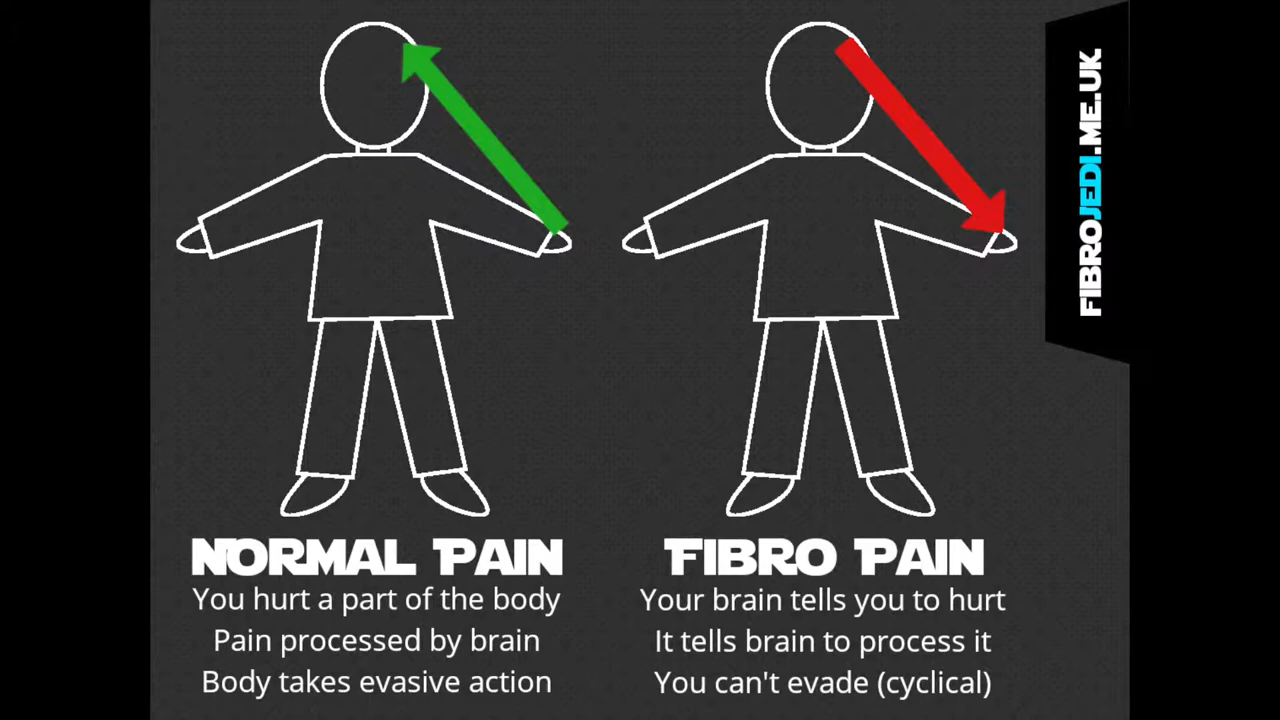 NORMAL PAIN
You hurt a part of the body
Pain processed by brain
Body takes evasive action
FIBRO PAIN
Your brain tells you to hurt
It tells brain to process it
You can't evade (cyclical)
FIBROJEDI.ME.UK